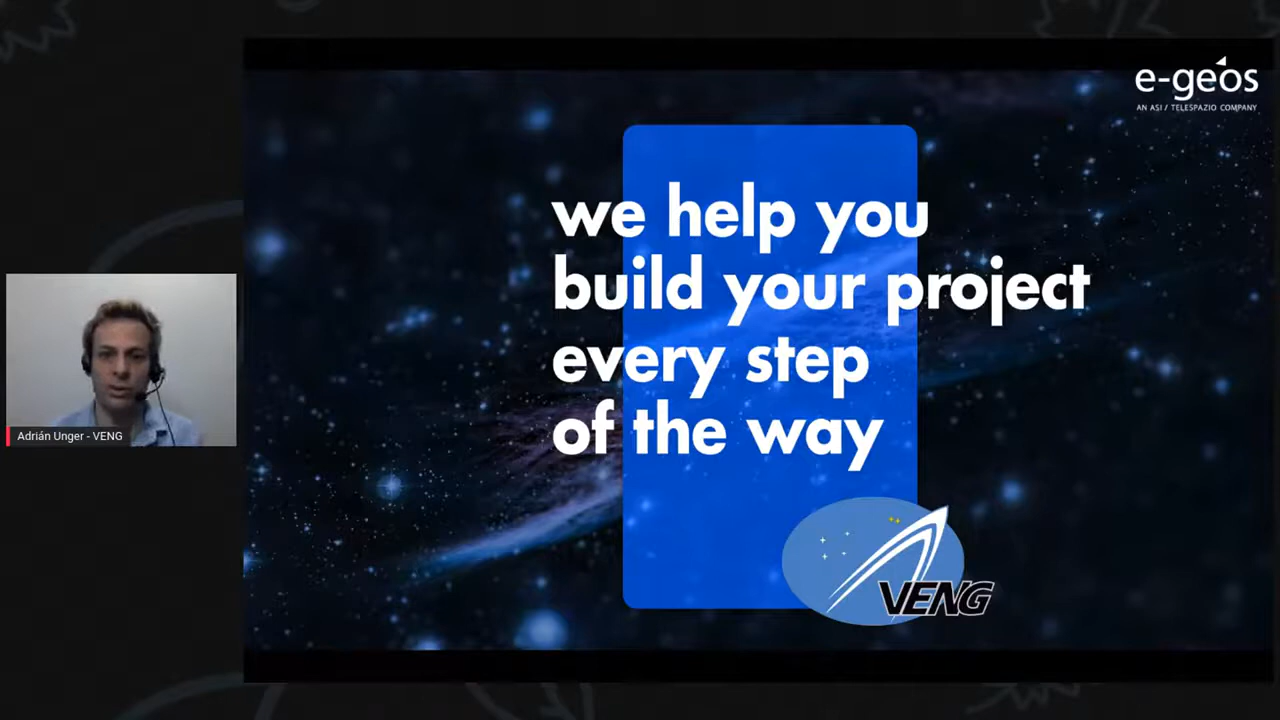 e-geos
AN ASI / TELESPAZIO COMPANY
we help you
build your project
every step
of the way
Adrián Unger - VENG
VENG